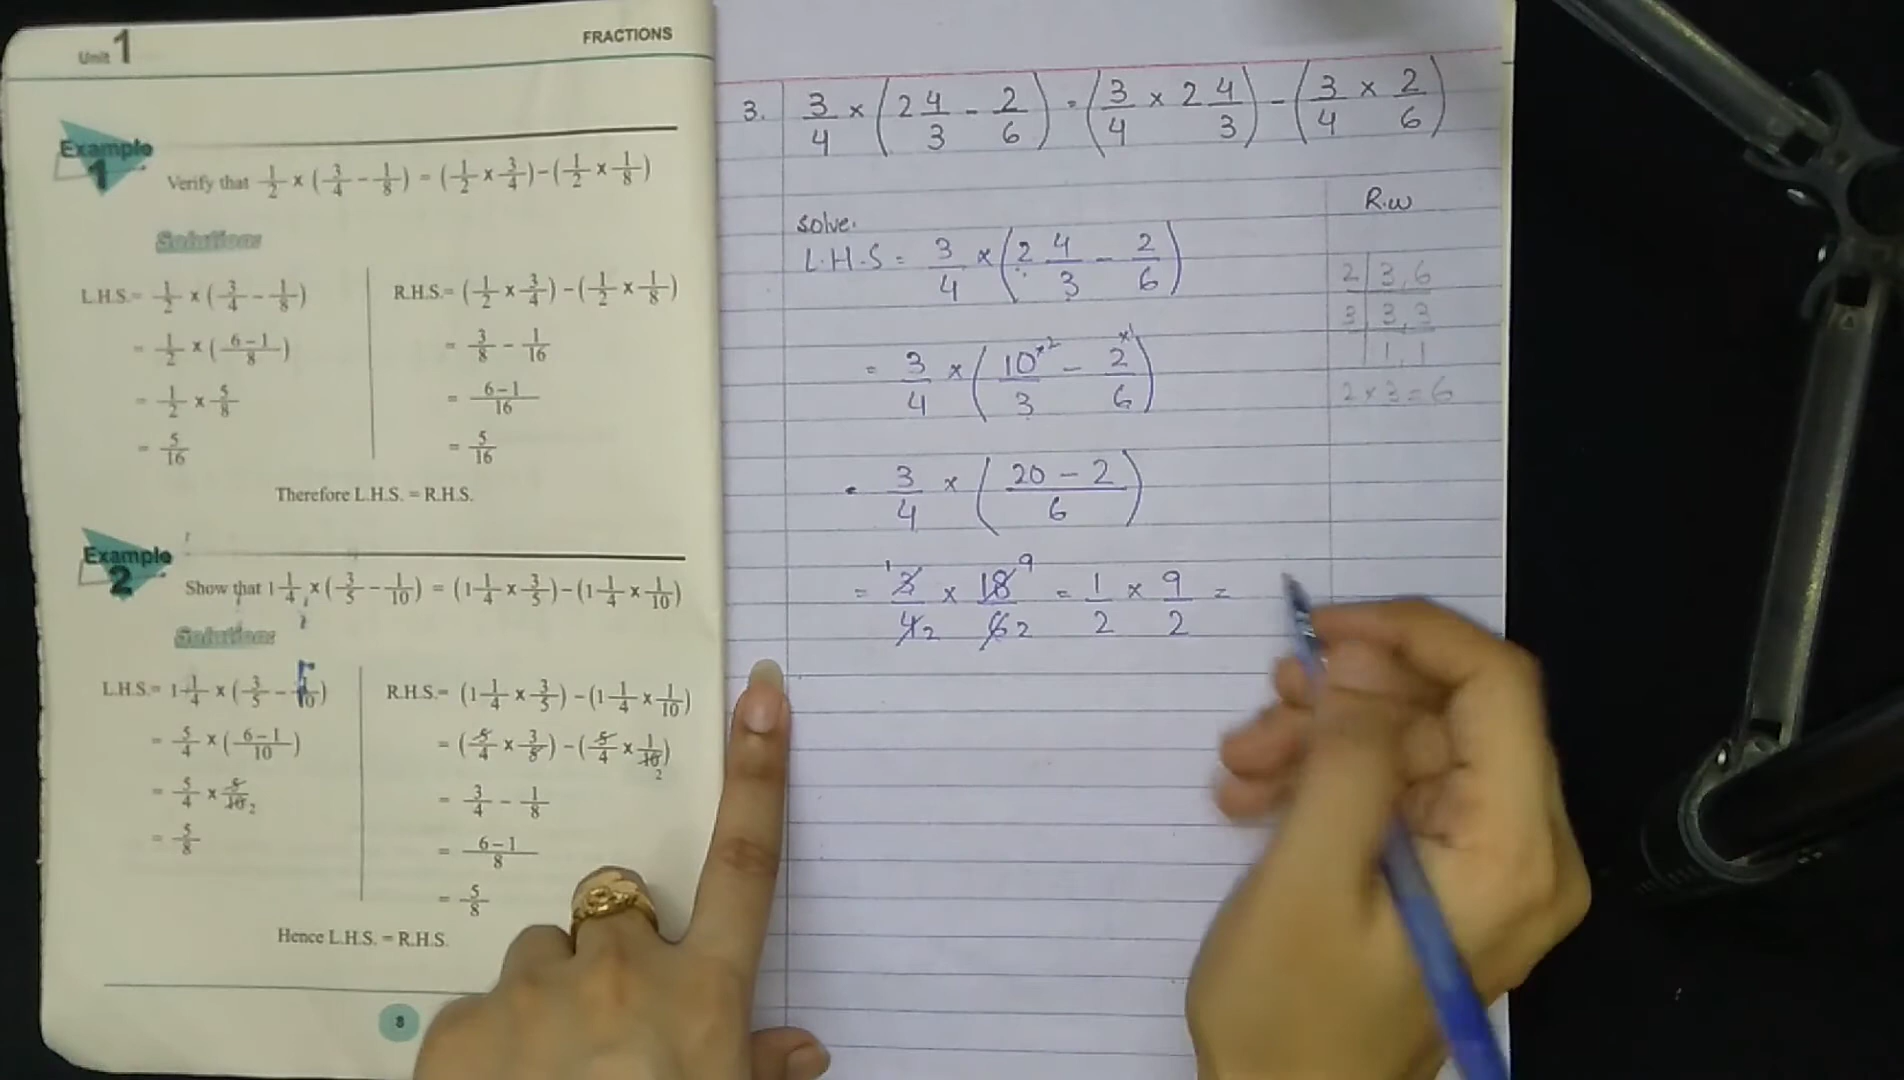 Unit 1
FRACTIONS
Example 1
Verify that 1/2 × (3/4 − 1/8) = (1/2 × 3/4) − (1/2 × 1/8)
Solution:
L.H.S. = 1/2 × (3/4 − 1/8)
= 1/2 × (6−1/8)
= 1/2 × 5/8
= 5/16
R.H.S. = (1/2 × 3/4) − (1/2 × 1/8)
= 3/8 − 1/16
= 6−1/16
= 5/16
Therefore L.H.S. = R.H.S.
Example 2
Show that 1 1/4 × (3/5 − 1/10) = (1 1/4 × 3/5) − (1 1/4 × 1/10)
Solution:
L.H.S. = 1 1/4 × (3/5 − /10)
= 5/4 × (6−1/10)
= 5/4 × 5/10 2
= 5/8
R.H.S. = (1 1/4 × 3/5) − (1 1/4 × 1/10)
= (5/4 × 3/5) − (5/4 × 1/10 2)
= 3/4 − 1/8
= 6−1/8
= 5/8
Hence L.H.S. = R.H.S.
8
3. 3/4 × (2 4/3 − 2/6) = (3/4 × 2 4/3) − (3/4 × 2/6)
Solve.
L.H.S = 3/4 × (2 4/3 − 2/6)
= 3/4 × (10 ×2/3 − 2 ×1/6)
= 3/4 × (20 − 2/6)
= 1 3/4 2 × 18 9/6 2 = 1/2 × 9/2 =
R.w
2 | 3, 6
3 | 3, 3
| 1, 1
2 × 3 = 6